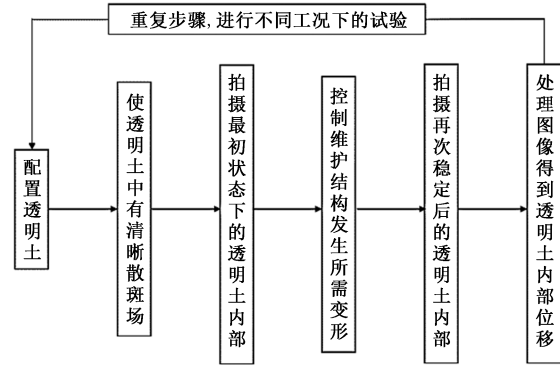 重复步骤,进行不同工况下的试验
配置透明土
使透明土中有清晰散斑场
拍摄最初状态下的透明土内部
控制维护结构发生所需变形
拍摄再次稳定后的透明土内部
处理图像得到透明土内部位移